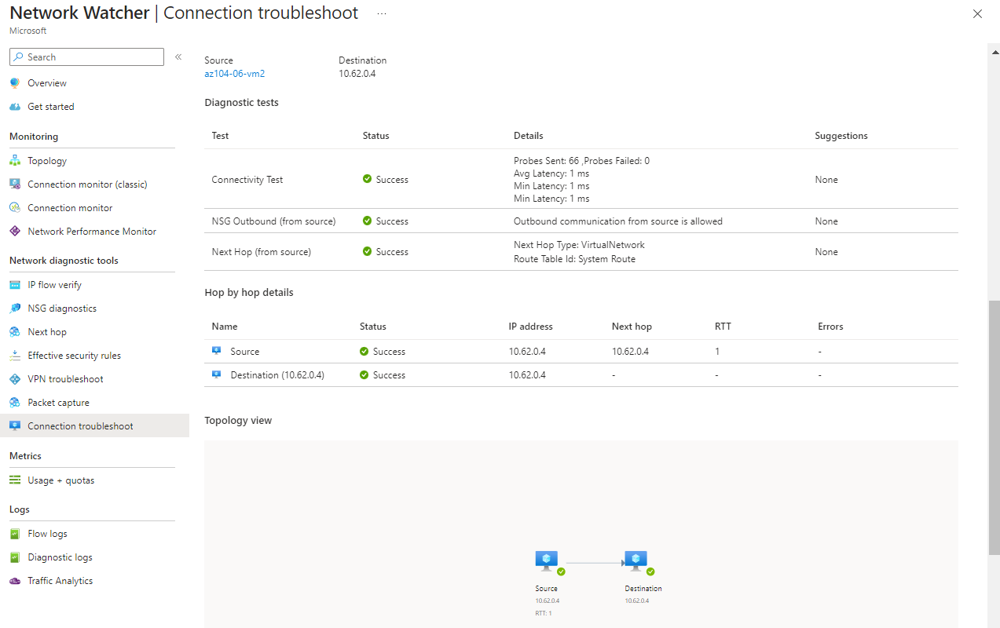 Network Watcher | Connection troubleshoot ...
Microsoft
Search
«
Overview
Get started
Monitoring
Topology
Connection monitor (classic)
Connection monitor
Network Performance Monitor
Network diagnostic tools
IP flow verify
NSG diagnostics
Next hop
Effective security rules
VPN troubleshoot
Packet capture
Connection troubleshoot
Metrics
Usage + quotas
Logs
Flow logs
Diagnostic logs
Traffic Analytics
Source Destination
az104-06-vm2 10.62.0.4
Diagnostic tests
Test Status Details Suggestions
Connectivity Test Success Probes Sent: 66 ,Probes Failed: 0
Avg Latency: 1 ms
Min Latency: 1 ms
Min Latency: 1 ms
None
NSG Outbound (from source) Success Outbound communication from source is allowed None
Next Hop (from source) Success Next Hop Type: VirtualNetwork
Route Table Id: System Route
None
Hop by hop details
Name Status IP address Next hop RTT Errors
Source Success 10.62.0.4 10.62.0.4 1 -
Destination (10.62.0.4) Success 10.62.0.4 - - -
Topology view
Source Destination
10.62.0.4 10.62.0.4
RTT: 1